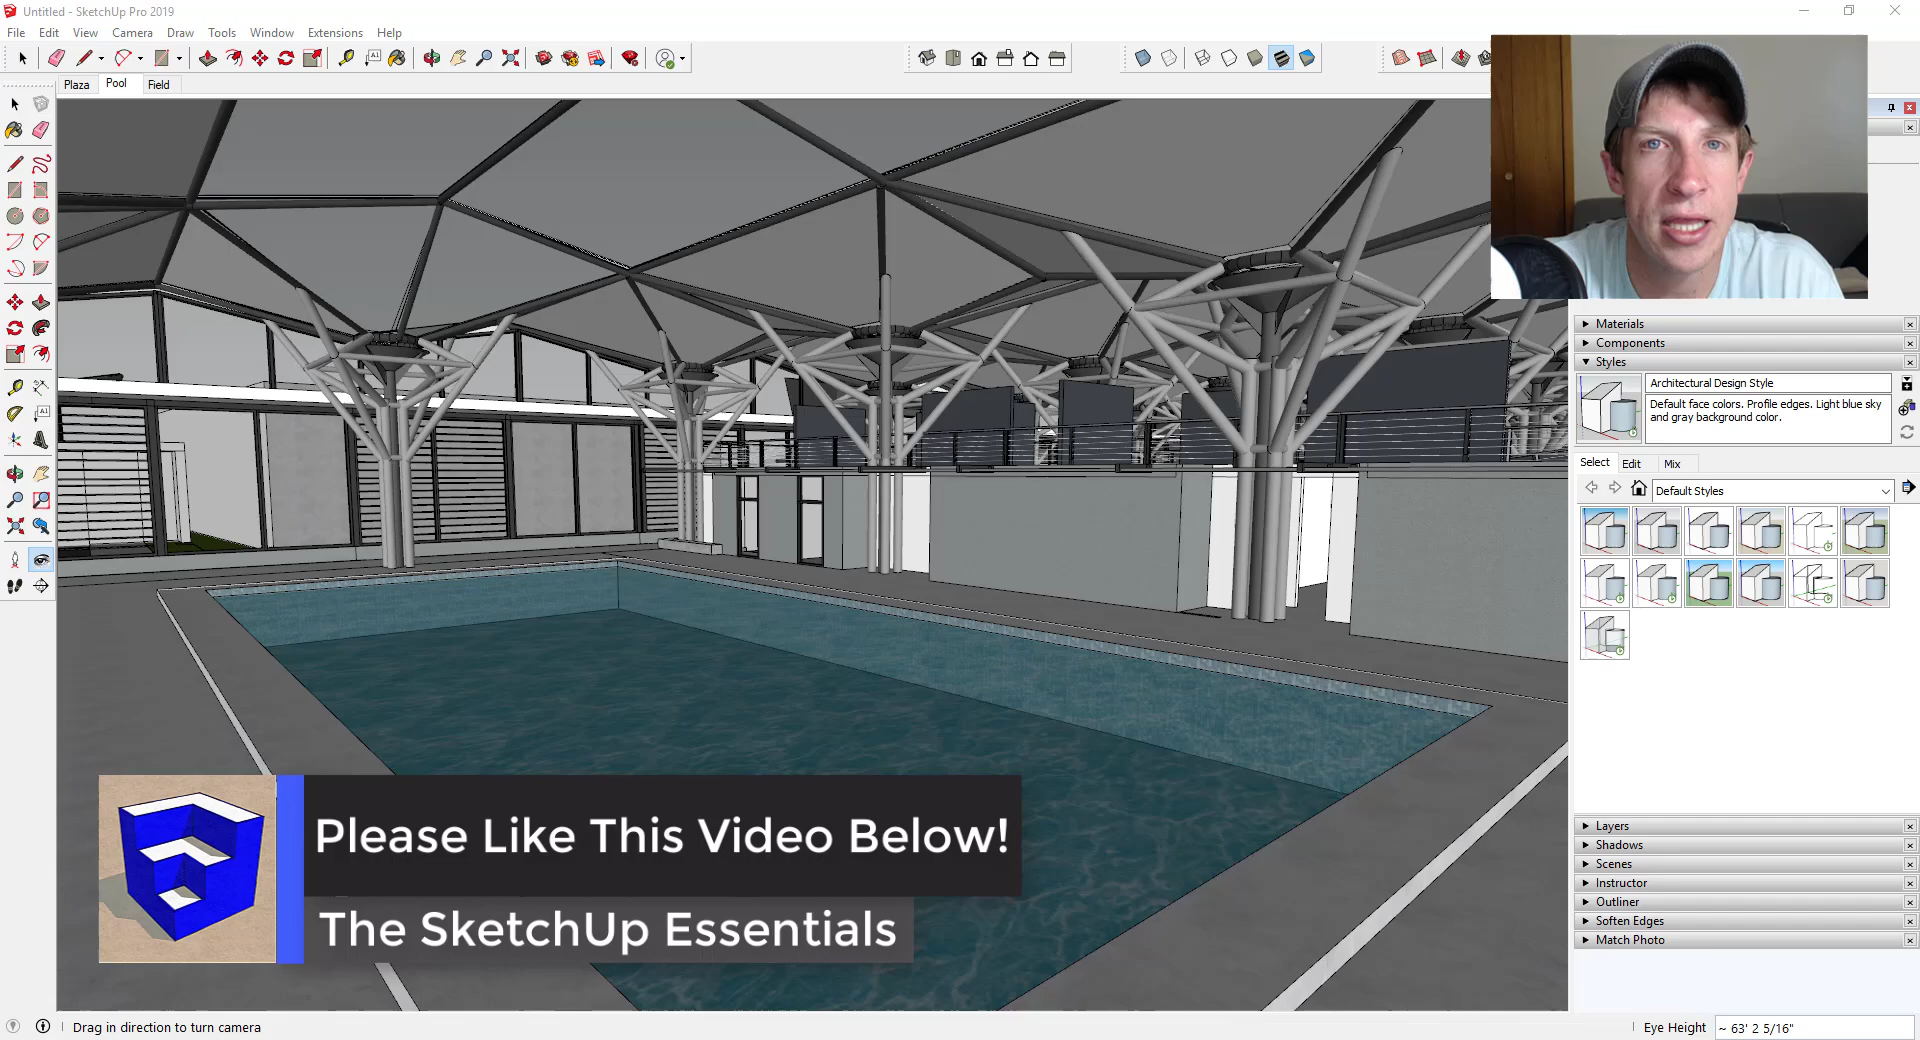 Untitled - SketchUp Pro 2019
File Edit View Camera Draw Tools Window Extensions Help
Plaza Pool Field
Materials
Components
Styles
Architectural Design Style
Default face colors. Profile edges. Light blue sky
and gray background color.
Select Edit Mix
Default Styles
Please Like This Video Below!
The SketchUp Essentials
Layers
Shadows
Scenes
Instructor
Outliner
Soften Edges
Match Photo
Drag in direction to turn camera
Eye Height ~ 63' 2 5/16"